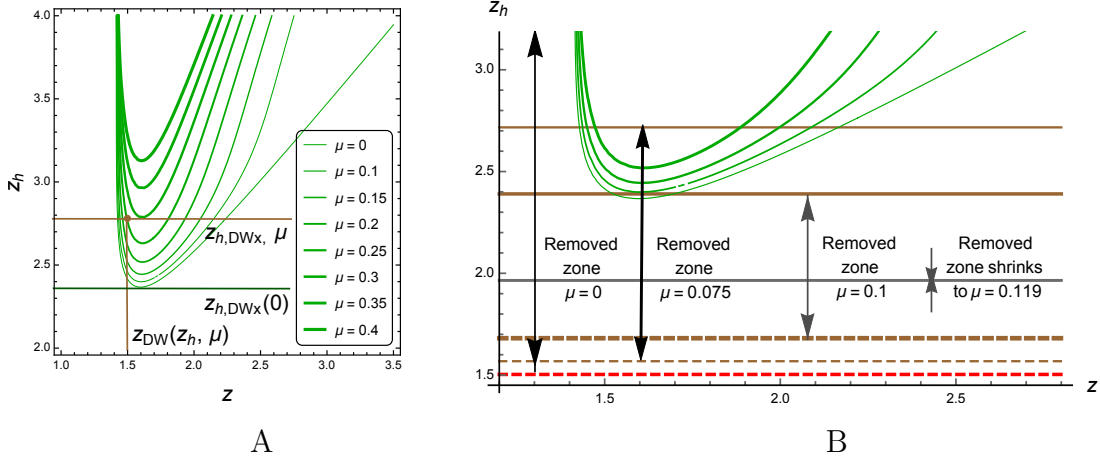 4.0
3.5
3.0
2.5
2.0
z_h
1.0
1.5
2.0
2.5
3.0
3.5
z
μ = 0
μ = 0.1
μ = 0.15
μ = 0.2
μ = 0.25
μ = 0.3
μ = 0.35
μ = 0.4
z_{h,DWx}, μ
z_{h,DWx}(0)
z_{DW}(z_h, μ)
A
z_h
3.0
2.5
2.0
1.5
1.5
2.0
2.5
z
Removed
zone
μ = 0
Removed
zone
μ = 0.075
Removed
zone
μ = 0.1
Removed
zone shrinks
to μ = 0.119
B